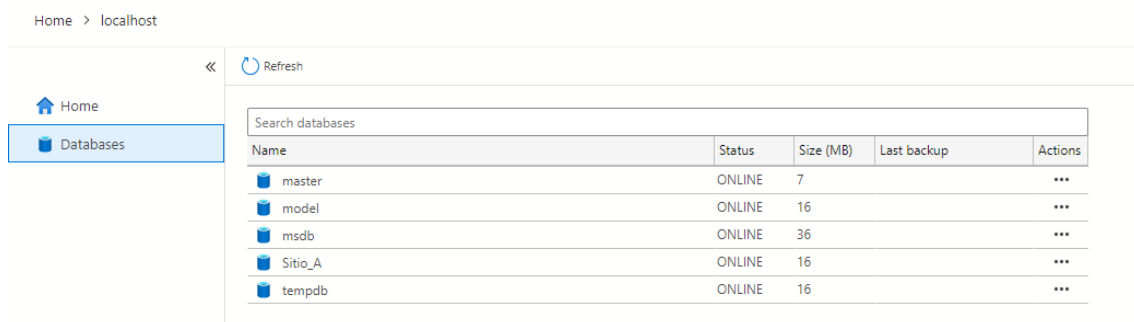 Home > localhost
«
Refresh
Home
Databases
Search databases
Name Status Size (MB) Last backup Actions
master ONLINE 7 •••
model ONLINE 16 •••
msdb ONLINE 36 •••
Sitio_A ONLINE 16 •••
tempdb ONLINE 16 •••